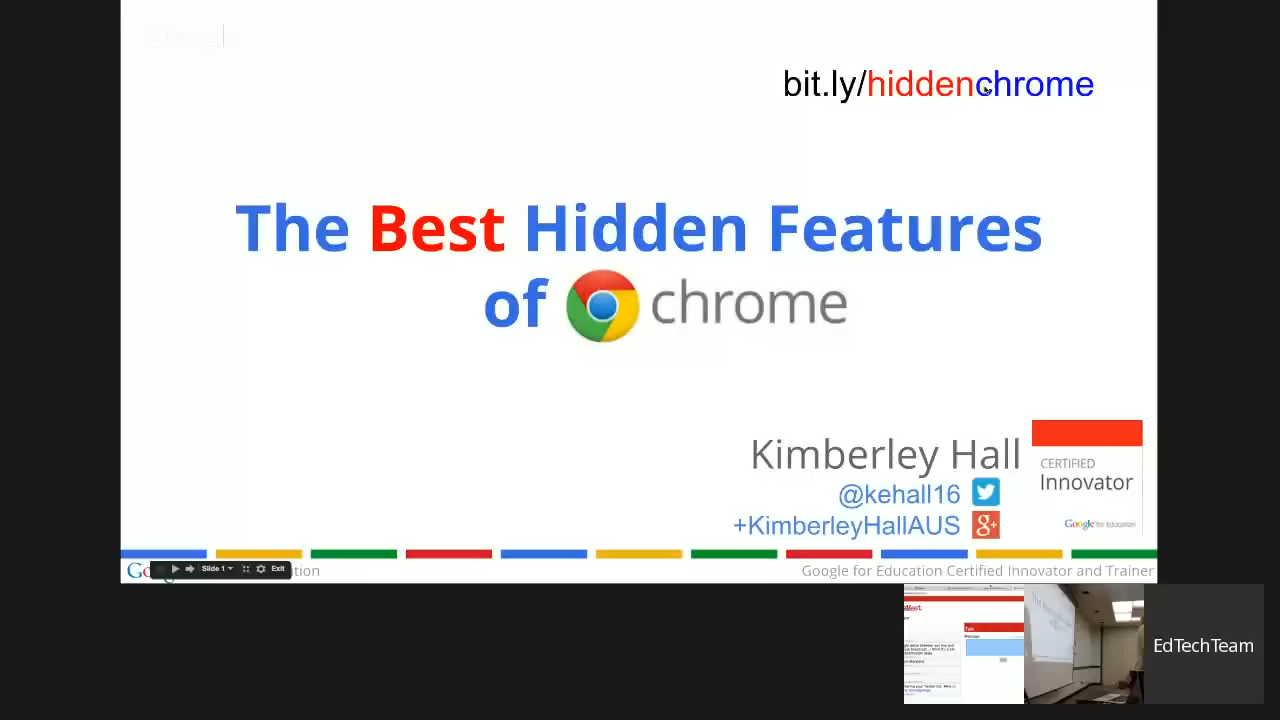 bit.ly/hiddenchrome
The Best Hidden Features
of chrome
Kimberley Hall
@kehall16
+KimberleyHallAUS
CERTIFIED
Innovator
Google for Education
Slide 1
Exit
Google for Education Certified Innovator and Trainer
EdTechTeam